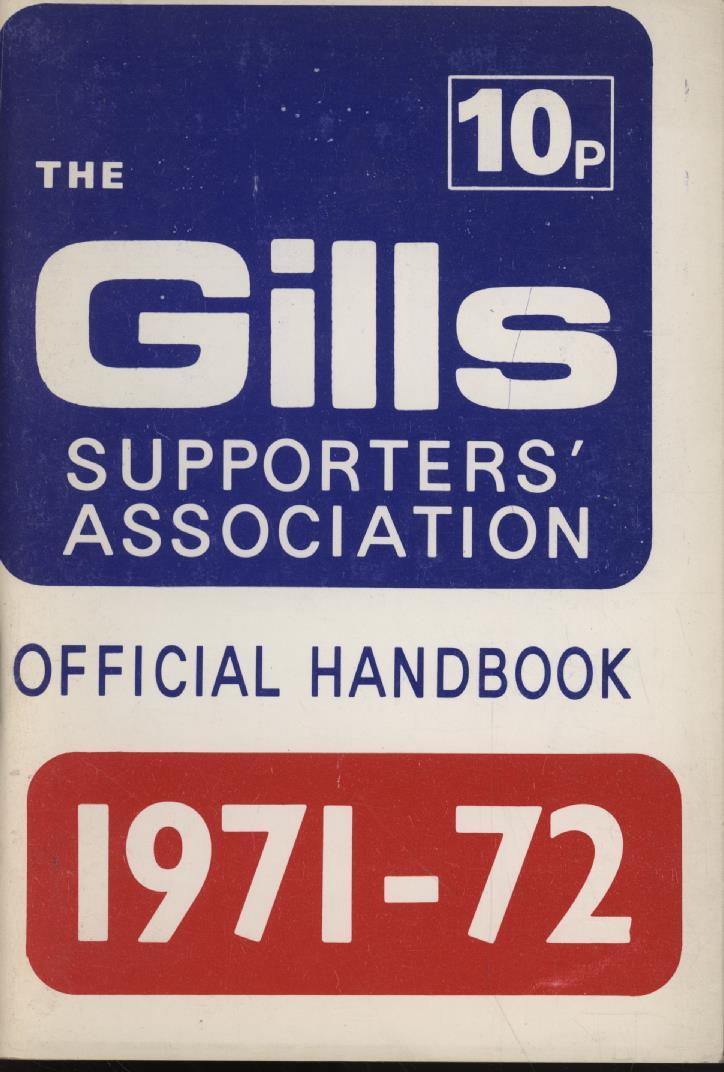 10P
THE
Gills
SUPPORTERS'
ASSOCIATION
OFFICIAL HANDBOOK
1971-72